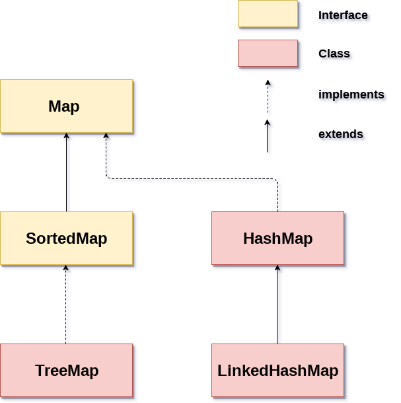 Interface
Class
implements
extends
Map
SortedMap
HashMap
TreeMap
LinkedHashMap